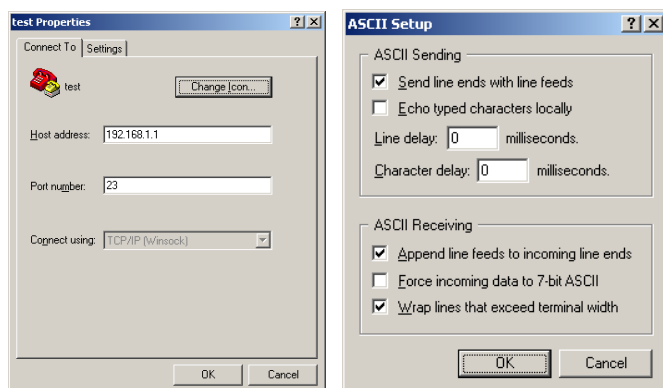 test Properties
Connect To
Settings
test
Change Icon...
Host address: 192.168.1.1
Port number: 23
Connect using: TCP/IP (Winsock)
OK
Cancel
ASCII Setup
ASCII Sending
Send line ends with line feeds
Echo typed characters locally
Line delay: 0 milliseconds.
Character delay: 0 milliseconds.
ASCII Receiving
Append line feeds to incoming line ends
Force incoming data to 7-bit ASCII
Wrap lines that exceed terminal width
OK
Cancel